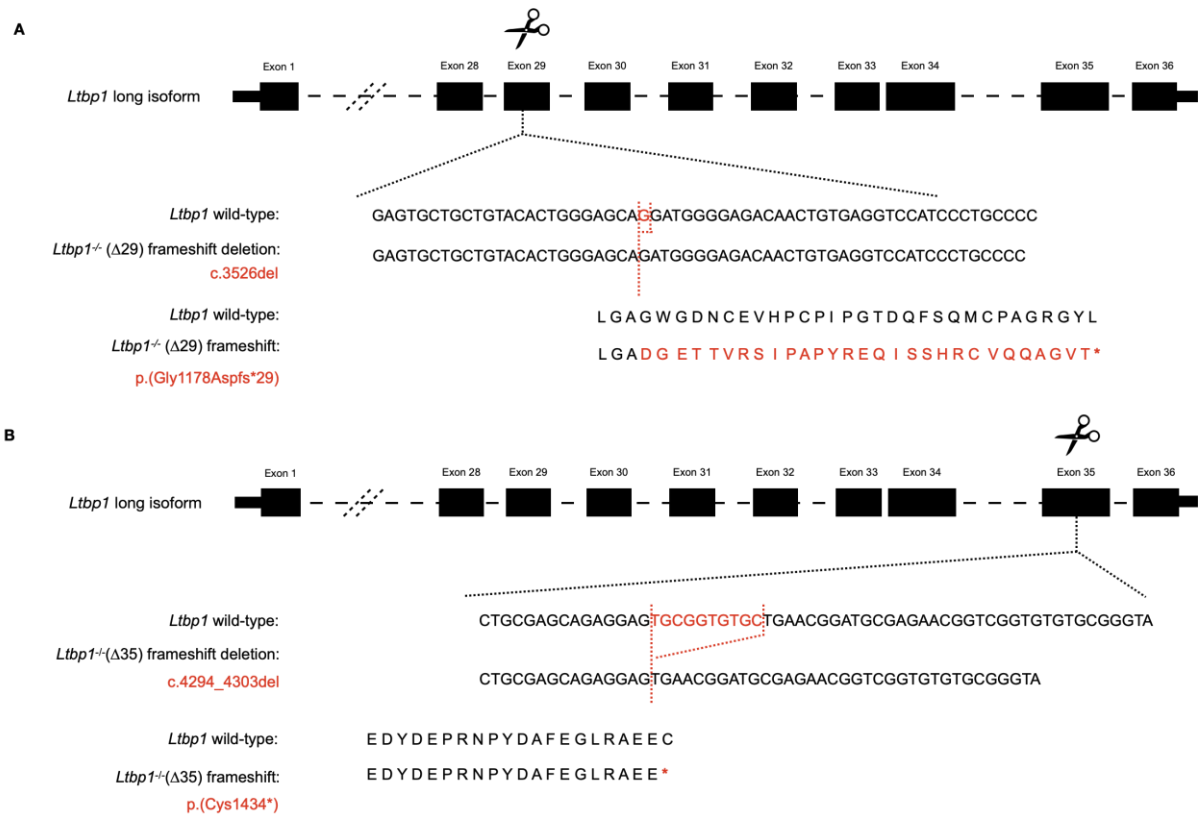 A
Exon 1 Exon 28 Exon 29 Exon 30 Exon 31 Exon 32 Exon 33 Exon 34 Exon 35 Exon 36
Ltbp1 long isoform
Ltbp1 wild-type: GAGTGCTGCTGTACACTGGGAGCAGGATGGGGAGACAACTGTGAGGTCCATCCCTGCCCC
Ltbp1-/- (Δ29) frameshift deletion: GAGTGCTGCTGTACACTGGGAGCAGATGGGGAGACAACTGTGAGGTCCATCCCTGCCCC
c.3526del
Ltbp1 wild-type: L G A G W G D N C E V H P C P I P G T D Q F S Q M C P A G R G Y L
Ltbp1-/- (Δ29) frameshift: L G A D G E T T V R S I P A P Y R E Q I S S H R C V Q Q A G V T *
p.(Gly1178Aspfs*29)
B
Exon 1 Exon 28 Exon 29 Exon 30 Exon 31 Exon 32 Exon 33 Exon 34 Exon 35 Exon 36
Ltbp1 long isoform
Ltbp1 wild-type: CTGCGAGCAGAGGAGTGCGGTGTGCTGAACGGATGCGAGAACGGTCGGTGTGTGCGGGTA
Ltbp1-/-(Δ35) frameshift deletion: CTGCGAGCAGAGGAGTGAACGGATGCGAGAACGGTCGGTGTGTGCGGGTA
c.4294_4303del
Ltbp1 wild-type: E D Y D E P R N P Y D A F E G L R A E E C
Ltbp1-/-(Δ35) frameshift: E D Y D E P R N P Y D A F E G L R A E E *
p.(Cys1434*)